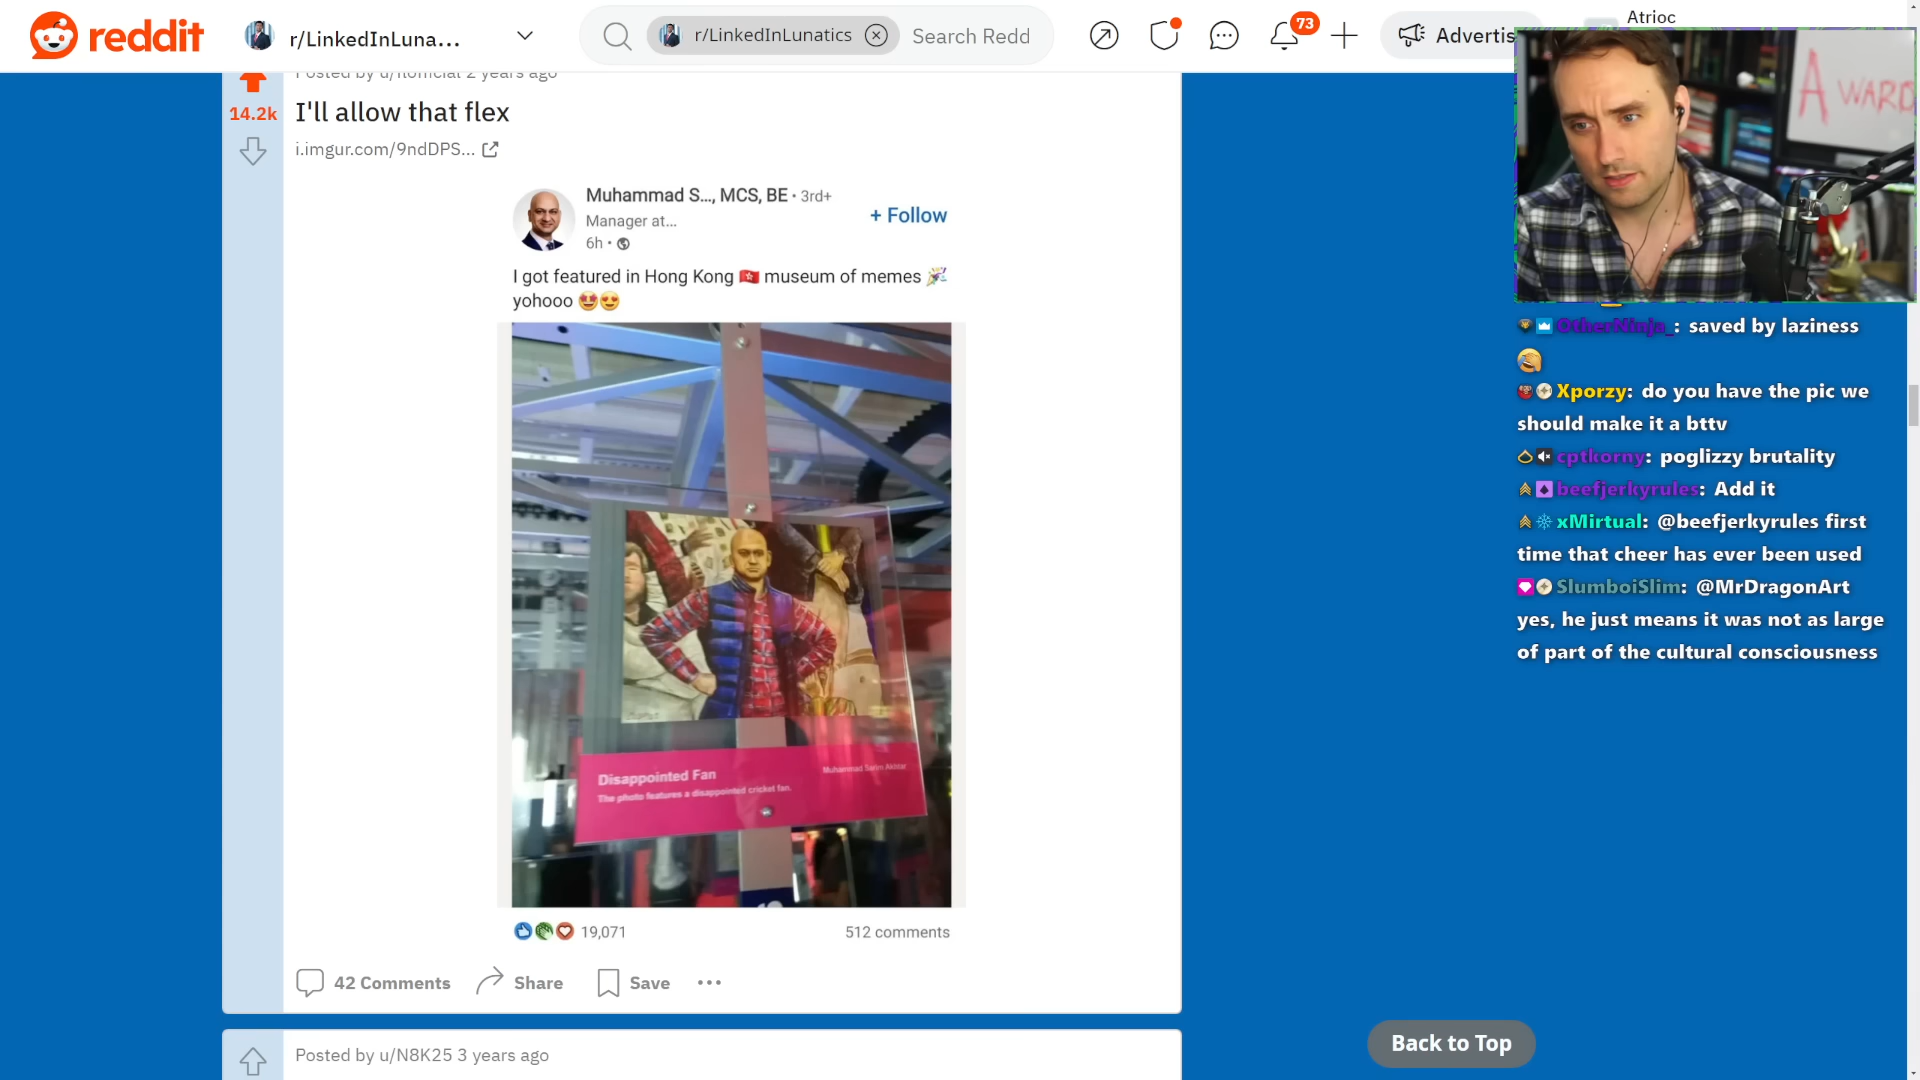 reddit
r/LinkedInLuna...
r/LinkedInLunatics
Search Redd
73
Advertis
Atrioc
AWARD
14.2k
I'll allow that flex
i.imgur.com/9ndDPS...
Muhammad S..., MCS, BE • 3rd+
Manager at...
6h •
+ Follow
I got featured in Hong Kong 🇭🇰 museum of memes 🎉
yohooo 🤩😍
Disappointed Fan
Muhammad Sarim Akhtar
The photo features a disappointed cricket fan.
19,071
512 comments
42 Comments
Share
Save
Posted by u/N8K25 3 years ago
OtherNinja_: saved by laziness
Xporzy: do you have the pic we
should make it a bttv
cptkorny: poglizzy brutality
beefjerkyrules: Add it
xMirtual: @beefjerkyrules first
time that cheer has ever been used
SlumboiSlim: @MrDragonArt
yes, he just means it was not as large
of part of the cultural consciousness
Back to Top